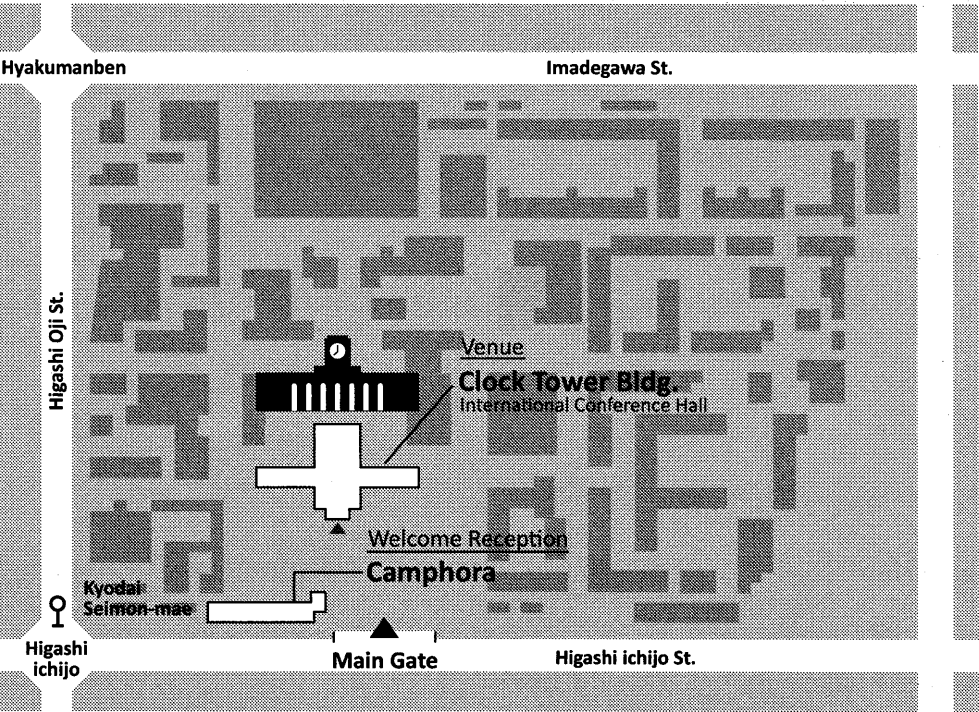 Hyakumanben
Imadegawa St.
Higashi Oji St.
Venue
Clock Tower Bldg.
International Conference Hall
Welcome Reception
Camphora
Kyodai
Seimon-mae
Higashi
ichijo
Main Gate
Higashi ichijo St.